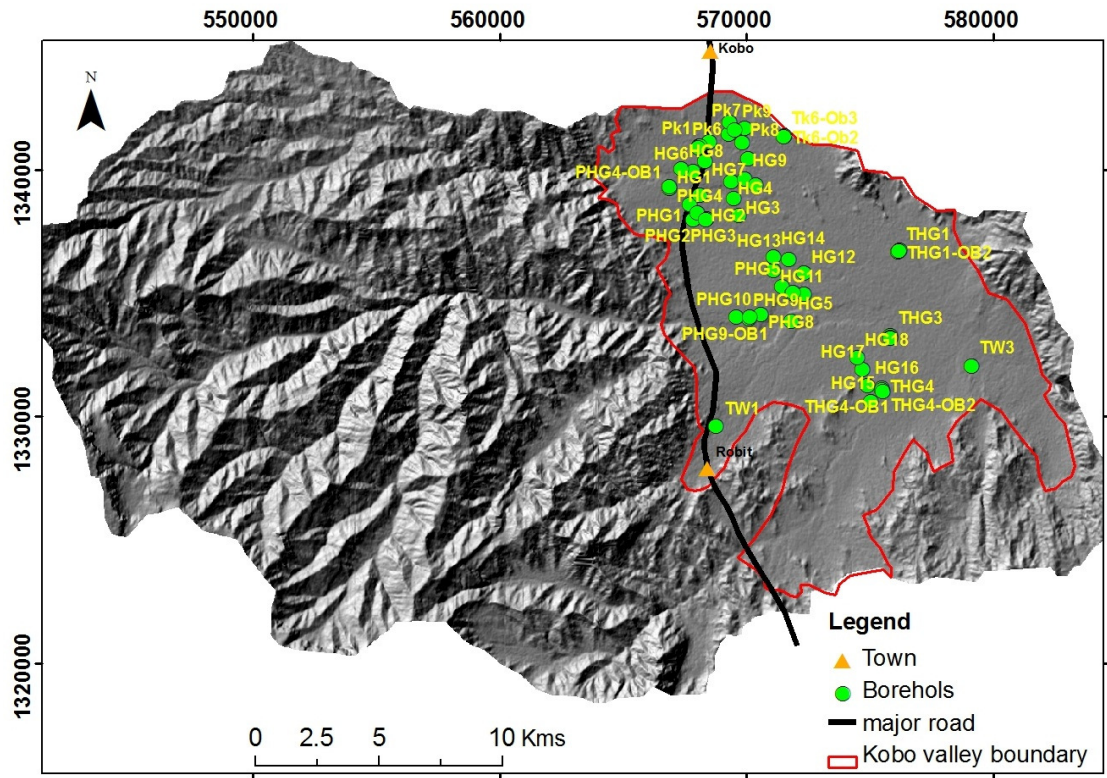 550000 560000 570000 580000
Kobo
N
Pk7 Pk9
Tk6-Ob3
Pk1 Pk6 Pk8
Tk6-Ob2
HG6 HG8 HG9
PHG4-OB1 HG1 HG7
PHG4 HG4
PHG1 HG2 HG3
PHG2 PHG3
HG13 HG14
THG1
HG12
THG1-OB2
PHG5 HG11
PHG10 PHG9 HG5
PHG9-OB1 PHG8
THG3
HG18
HG17
TW3
HG16
HG15 THG4
THG4-OB1 THG4-OB2
TW1
Robit
1340000
1330000
1320000
1340000
1330000
1320000
Legend
Town
Borehols
major road
Kobo valley boundary
0 2.5 5 10 Kms